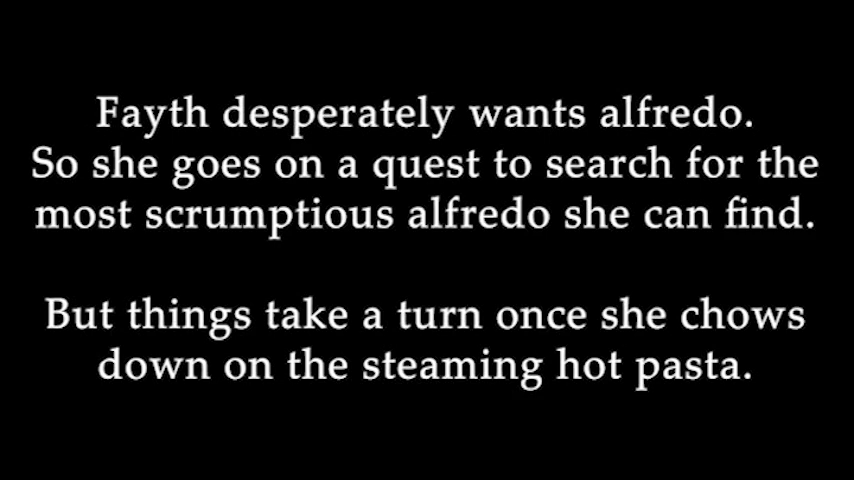 Fayth desperately wants alfredo.
So she goes on a quest to search for the
most scrumptious alfredo she can find.
But things take a turn once she chows
down on the steaming hot pasta.